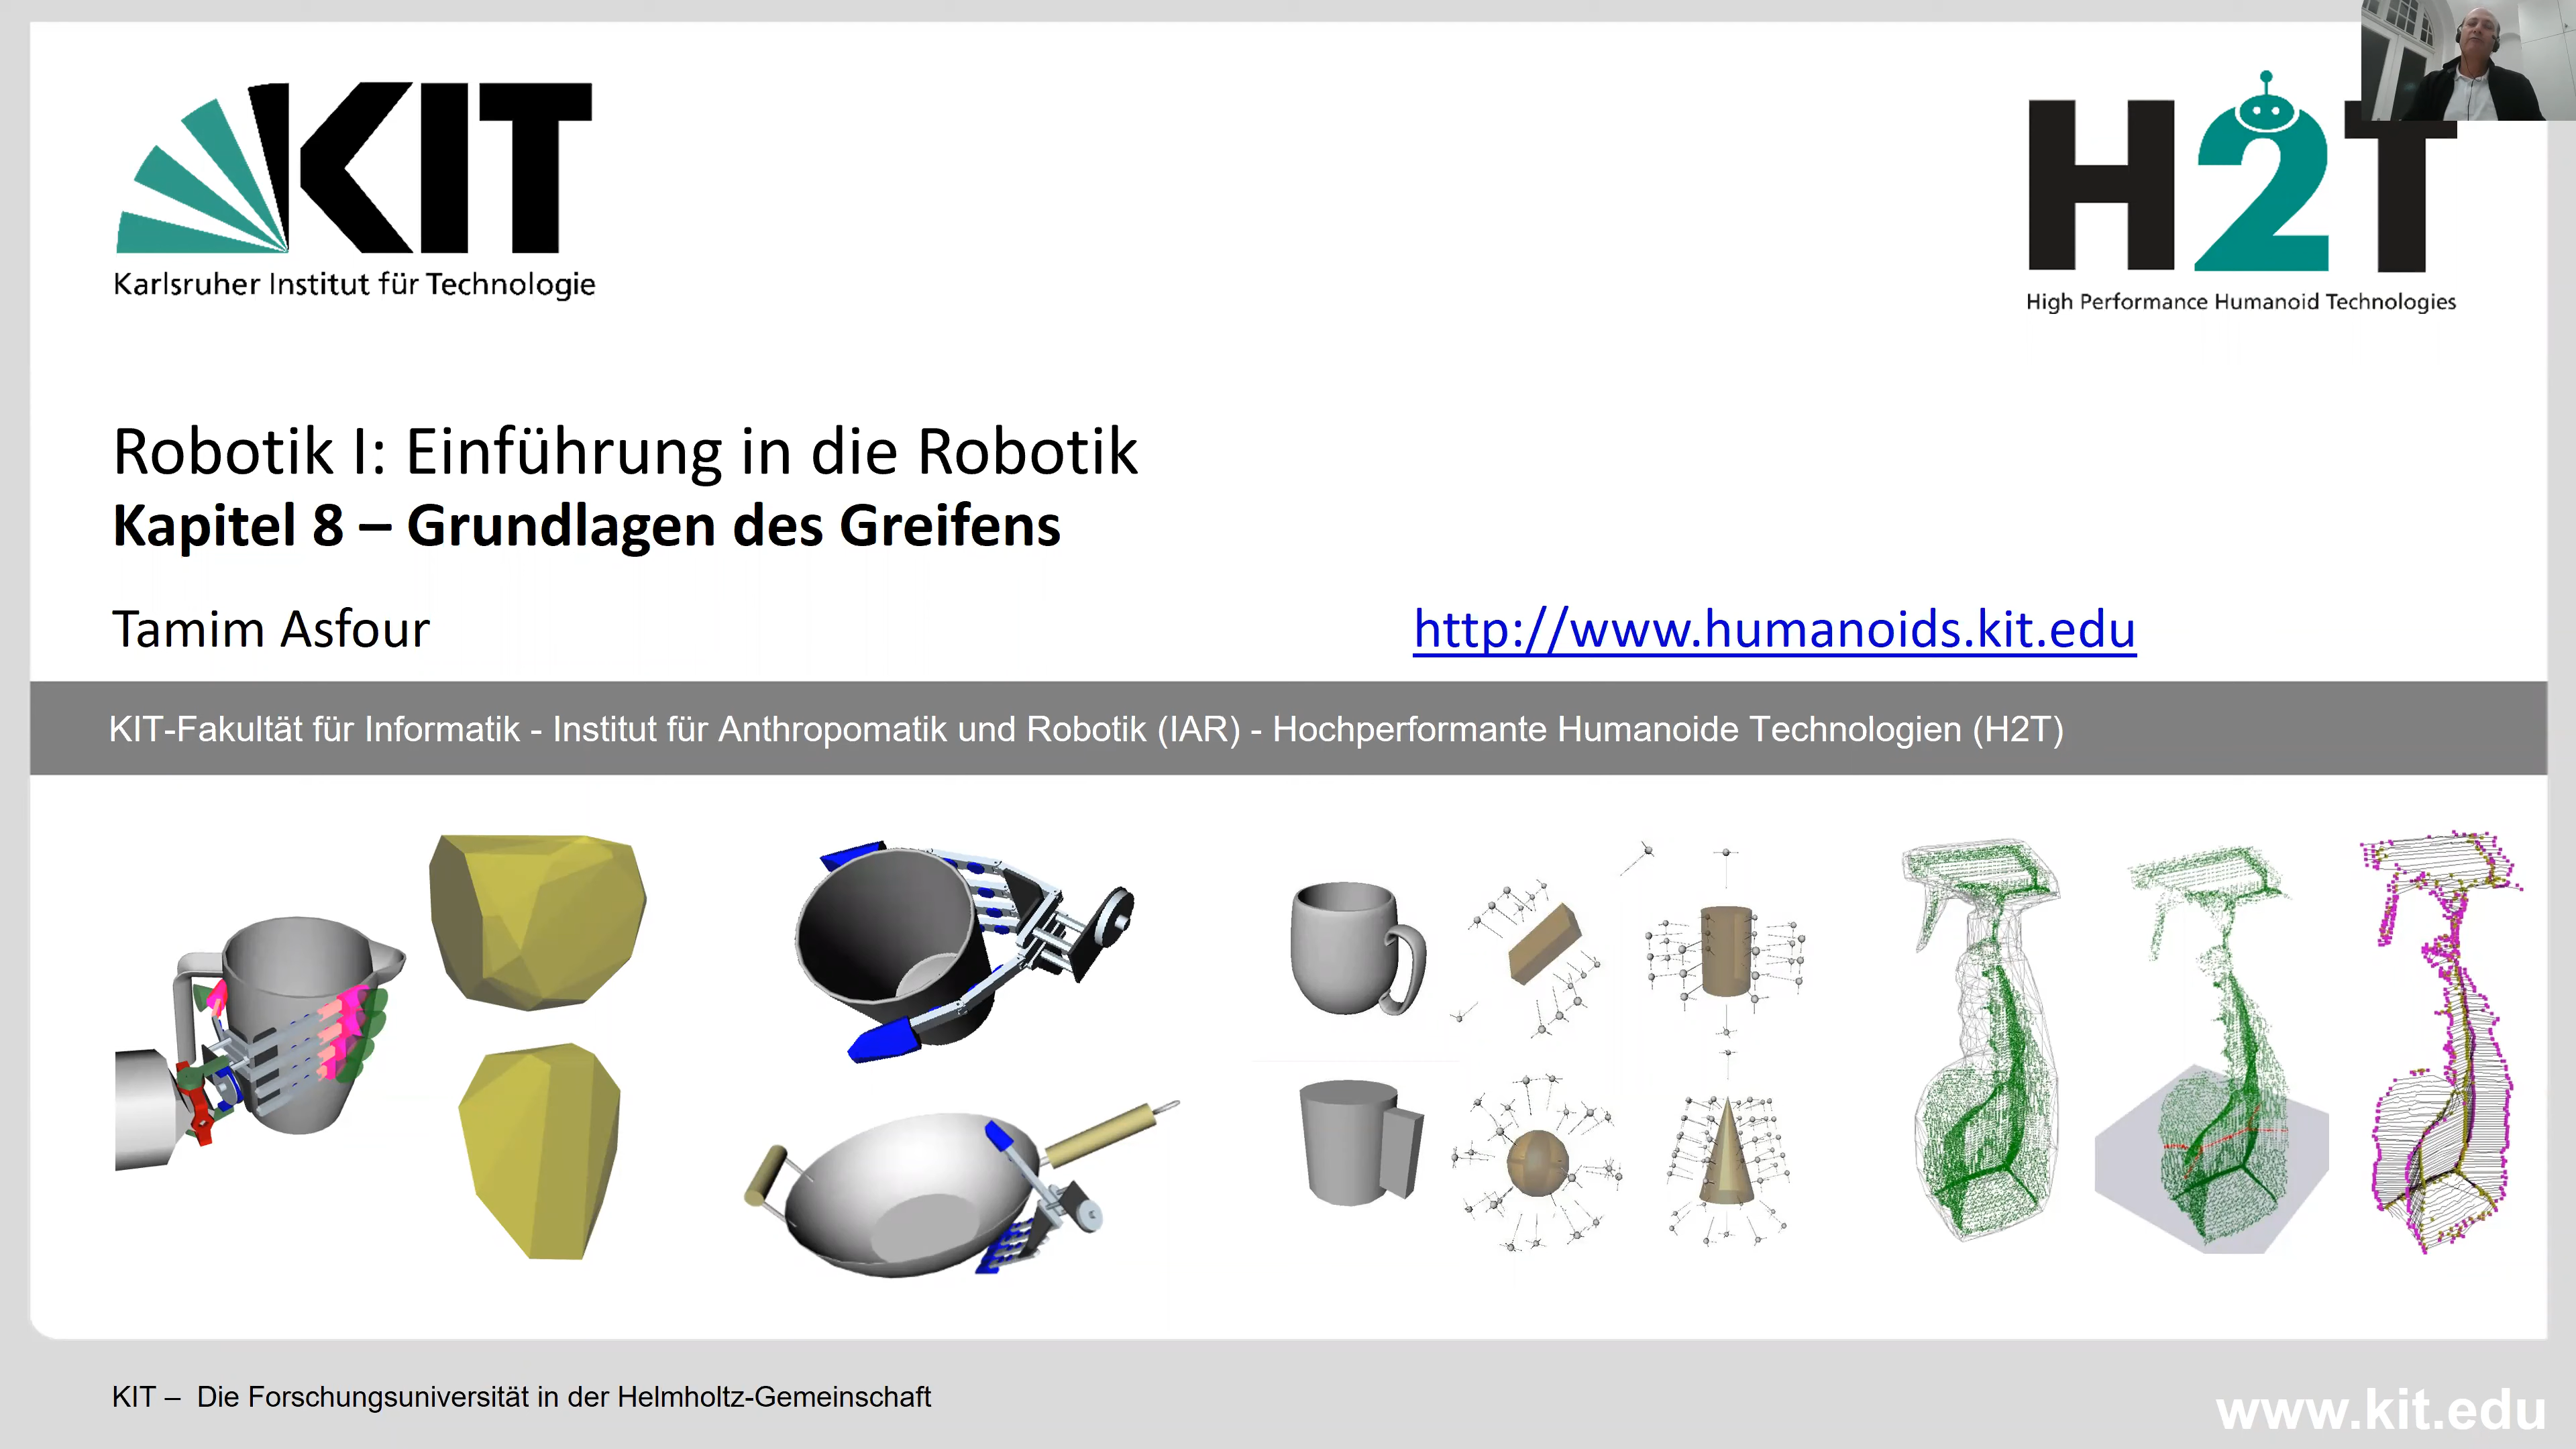 KIT
Karlsruher Institut für Technologie
H2T
High Performance Humanoid Technologies
Robotik I: Einführung in die Robotik
Kapitel 8 – Grundlagen des Greifens
Tamim Asfour
http://www.humanoids.kit.edu
KIT-Fakultät für Informatik - Institut für Anthropomatik und Robotik (IAR) - Hochperformante Humanoide Technologien (H2T)
KIT – Die Forschungsuniversität in der Helmholtz-Gemeinschaft
www.kit.edu